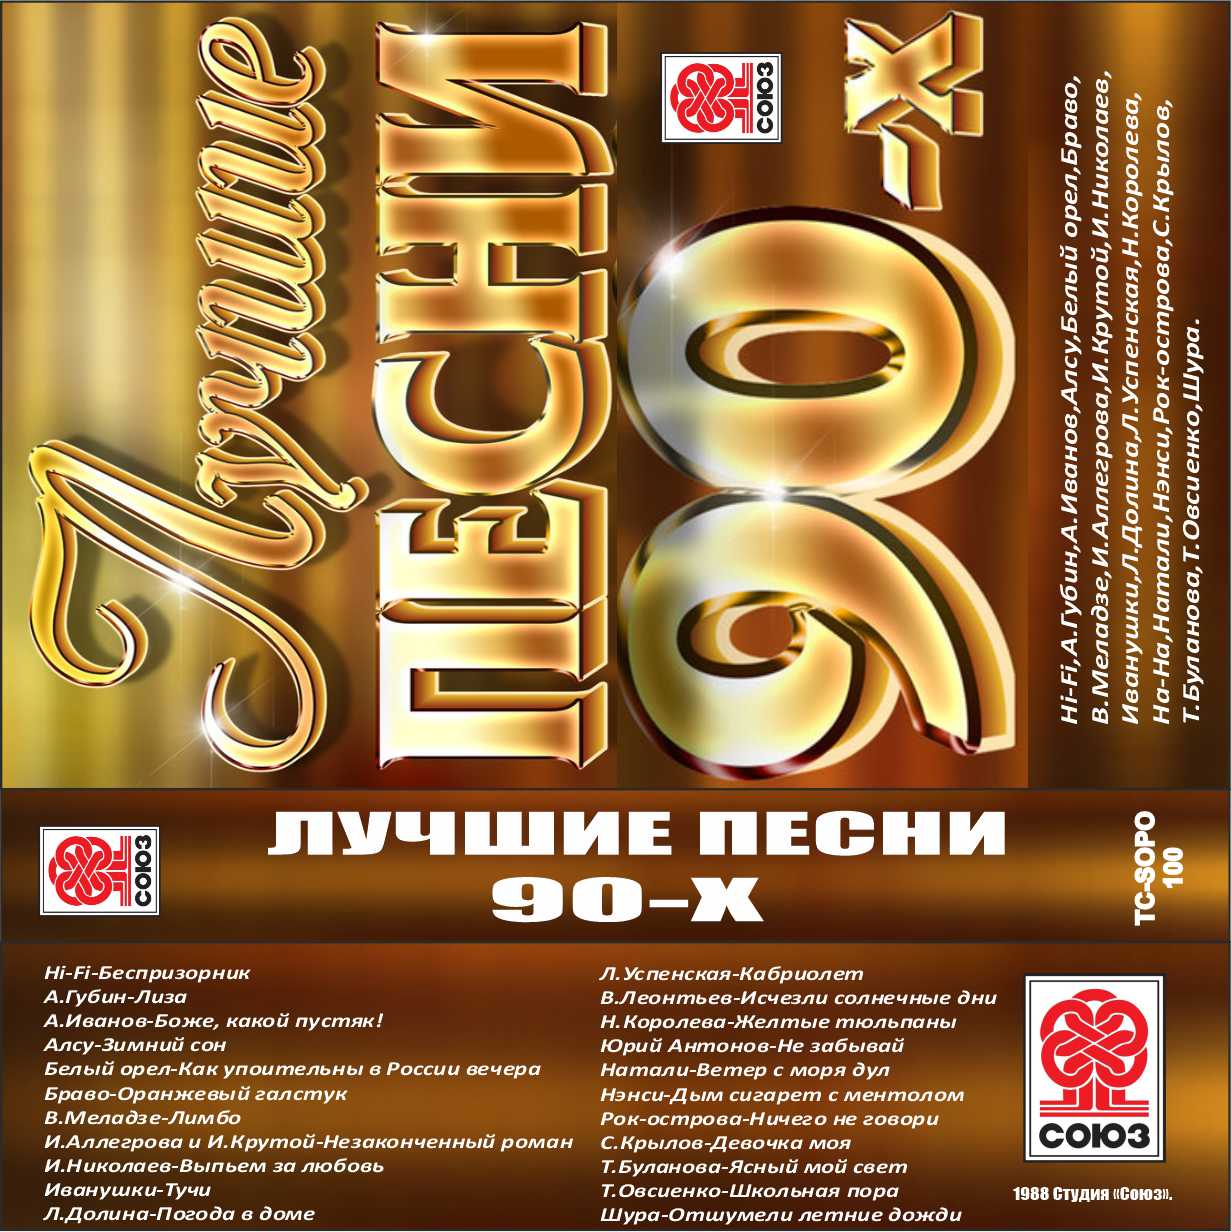 Лучшие
ПЕСНИ
90-х
СОЮЗ
Hi-Fi,А.Губин,А.Иванов,Алсу,Белый орел,Браво,
В.Меладзе,И.Аллегрова,И.Крутой,И.Николаев,
Иванушки,Л.Долина,Л.Успенская,Н.Королева,
На-На,Натали,Нэнси,Рок-острова,С.Крылов,
Т.Буланова,Т.Овсиенко,Шура.
СОЮЗ
ЛУЧШИЕ ПЕСНИ
90-Х
TC-SOPO
100
Hi-Fi-Беспризорник
А.Губин-Лиза
А.Иванов-Боже, какой пустяк!
Алсу-Зимний сон
Белый орел-Как упоительны в России вечера
Браво-Оранжевый галстук
В.Меладзе-Лимбо
И.Аллегрова и И.Крутой-Незаконченный роман
И.Николаев-Выпьем за любовь
Иванушки-Тучи
Л.Долина-Погода в доме
Л.Успенская-Кабриолет
В.Леонтьев-Исчезли солнечные дни
Н.Королева-Желтые тюльпаны
Юрий Антонов-Не забывай
Натали-Ветер с моря дул
Нэнси-Дым сигарет с ментолом
Рок-острова-Ничего не говори
С.Крылов-Девочка моя
Т.Буланова-Ясный мой свет
Т.Овсиенко-Школьная пора
Шура-Отшумели летние дожди
СОЮЗ
1988 Студия «Союз».